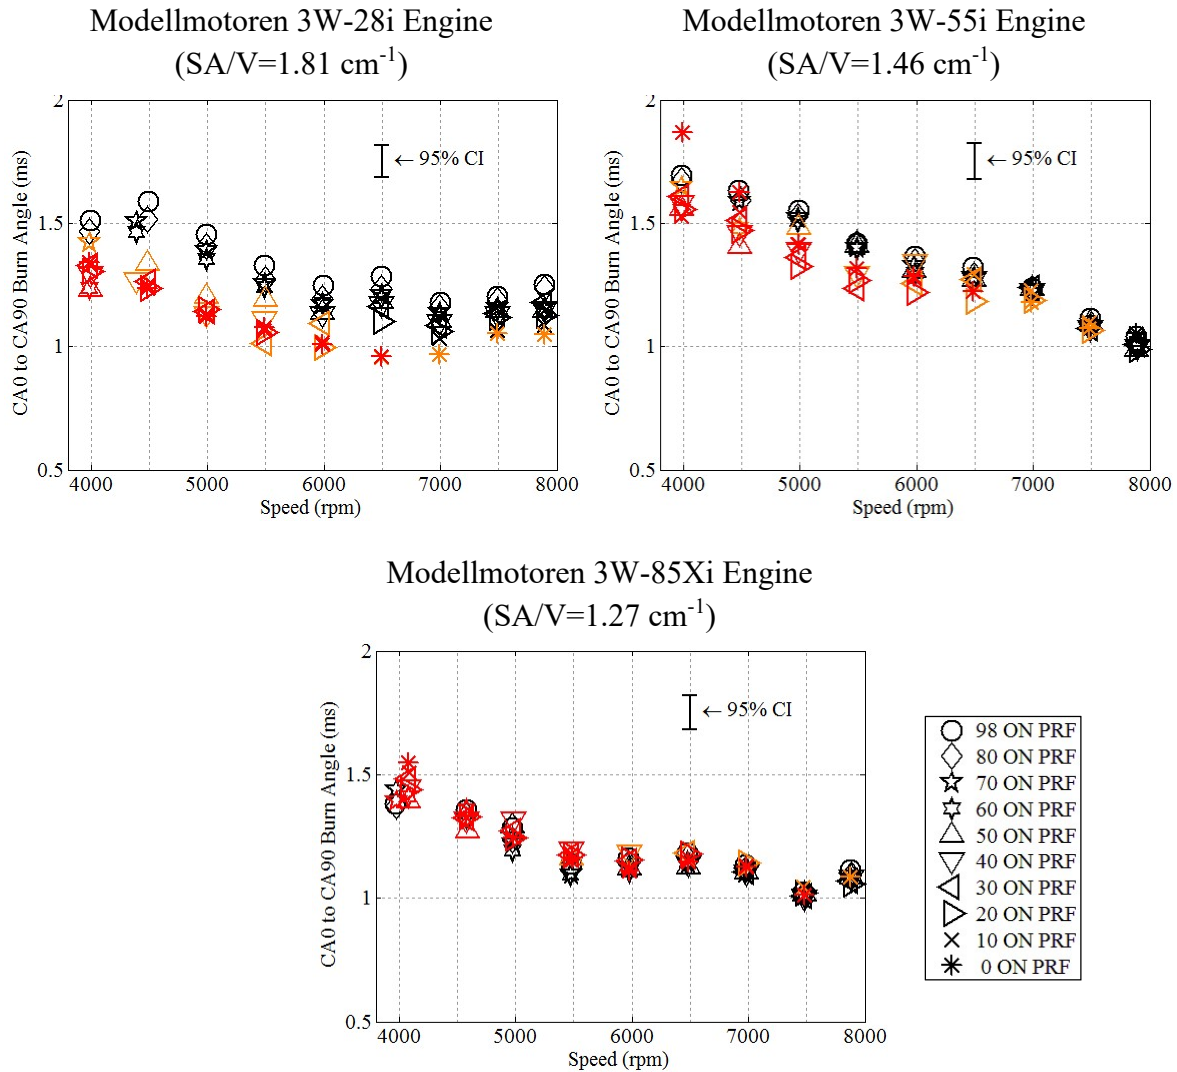 Modellmotoren 3W-28i Engine
(SA/V=1.81 cm⁻¹)
2
1.5
1
0.5
CA0 to CA90 Burn Angle (ms)
← 95% CI
4000 5000 6000 7000 8000
Speed (rpm)
Modellmotoren 3W-55i Engine
(SA/V=1.46 cm⁻¹)
2
1.5
1
0.5
CA0 to CA90 Burn Angle (ms)
← 95% CI
4000 5000 6000 7000 8000
Speed (rpm)
Modellmotoren 3W-85Xi Engine
(SA/V=1.27 cm⁻¹)
2
1.5
1
0.5
CA0 to CA90 Burn Angle (ms)
← 95% CI
4000 5000 6000 7000 8000
Speed (rpm)
98 ON PRF
80 ON PRF
70 ON PRF
60 ON PRF
50 ON PRF
40 ON PRF
30 ON PRF
20 ON PRF
10 ON PRF
0 ON PRF